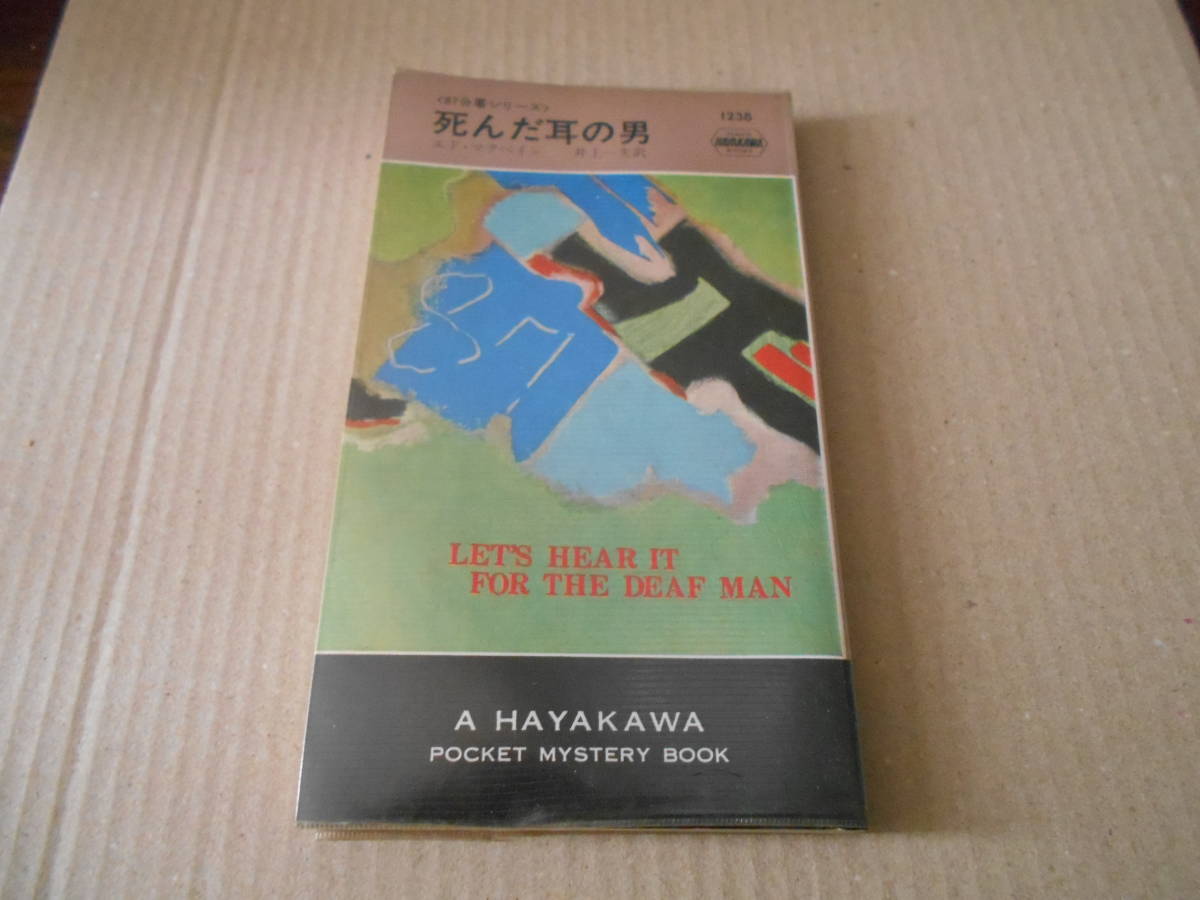 <87分署シリーズ>
死んだ耳の男
エド・マクベイン 井上一夫訳
1238
HAYAKAWA
87
LET'S HEAR IT
FOR THE DEAF MAN
A HAYAKAWA
POCKET MYSTERY BOOK